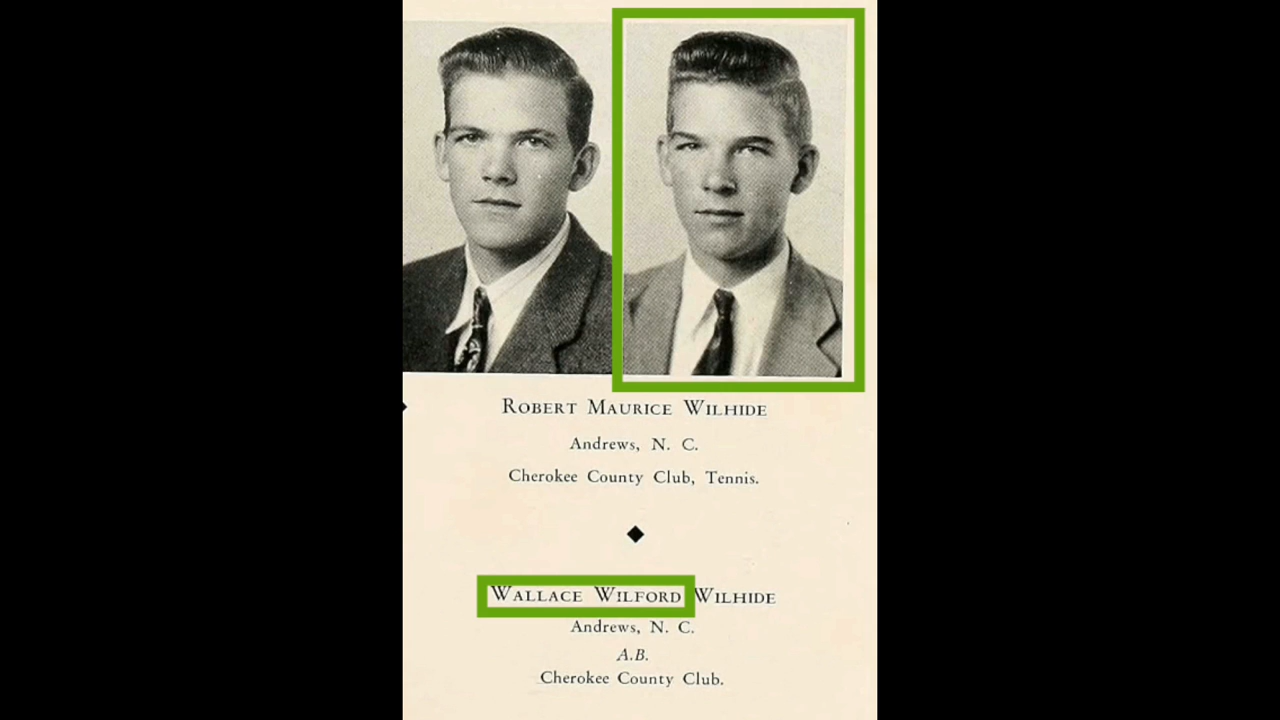 ROBERT MAURICE WILHIDE
Andrews, N. C.
Cherokee County Club, Tennis.
WALLACE WILFORD WILHIDE
Andrews, N. C.
A.B.
Cherokee County Club.